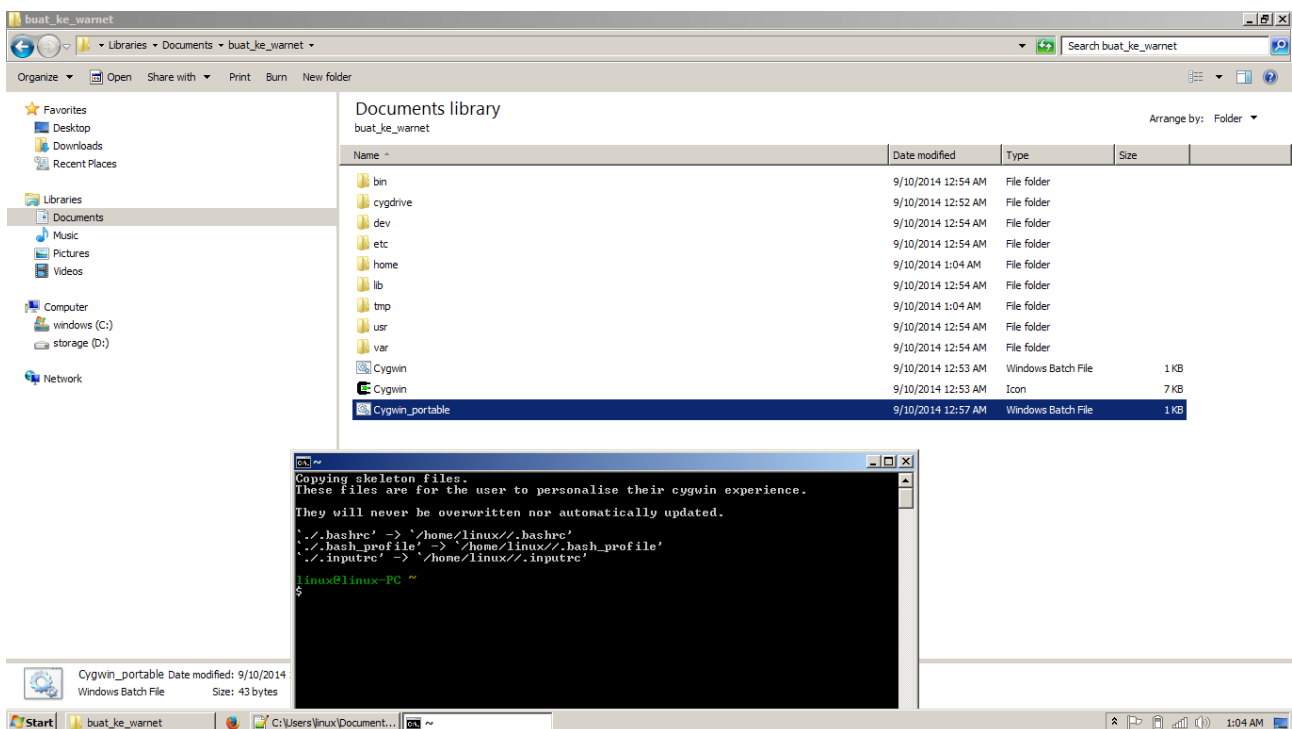 buat_ke_warnet
Libraries Documents buat_ke_warnet
Search buat_ke_warnet
Organize Open Share with Print Burn New folder
Favorites
Desktop
Downloads
Recent Places
Libraries
Documents
Music
Pictures
Videos
Computer
windows (C:)
storage (D:)
Network
Documents library
buat_ke_warnet
Arrange by: Folder
Name Date modified Type Size
bin 9/10/2014 12:54 AM File folder
cygdrive 9/10/2014 12:52 AM File folder
dev 9/10/2014 12:54 AM File folder
etc 9/10/2014 12:54 AM File folder
home 9/10/2014 1:04 AM File folder
lib 9/10/2014 12:54 AM File folder
tmp 9/10/2014 1:04 AM File folder
usr 9/10/2014 12:54 AM File folder
var 9/10/2014 12:54 AM File folder
Cygwin 9/10/2014 12:53 AM Windows Batch File 1 KB
Cygwin 9/10/2014 12:53 AM Icon 7 KB
Cygwin_portable 9/10/2014 12:57 AM Windows Batch File 1 KB
C:\. ~
Copying skeleton files.
These files are for the user to personalise their cygwin experience.
They will never be overwritten nor automatically updated.
`./.bashrc' -> `/home/linux//.bashrc'
`./.bash_profile' -> `/home/linux//.bash_profile'
`./.inputrc' -> `/home/linux//.inputrc'
linux@linux-PC ~
$
Cygwin_portable Date modified: 9/10/2014
Windows Batch File Size: 43 bytes
Start buat_ke_warnet C:\Users\linux\Document... C:\. ~ 1:04 AM